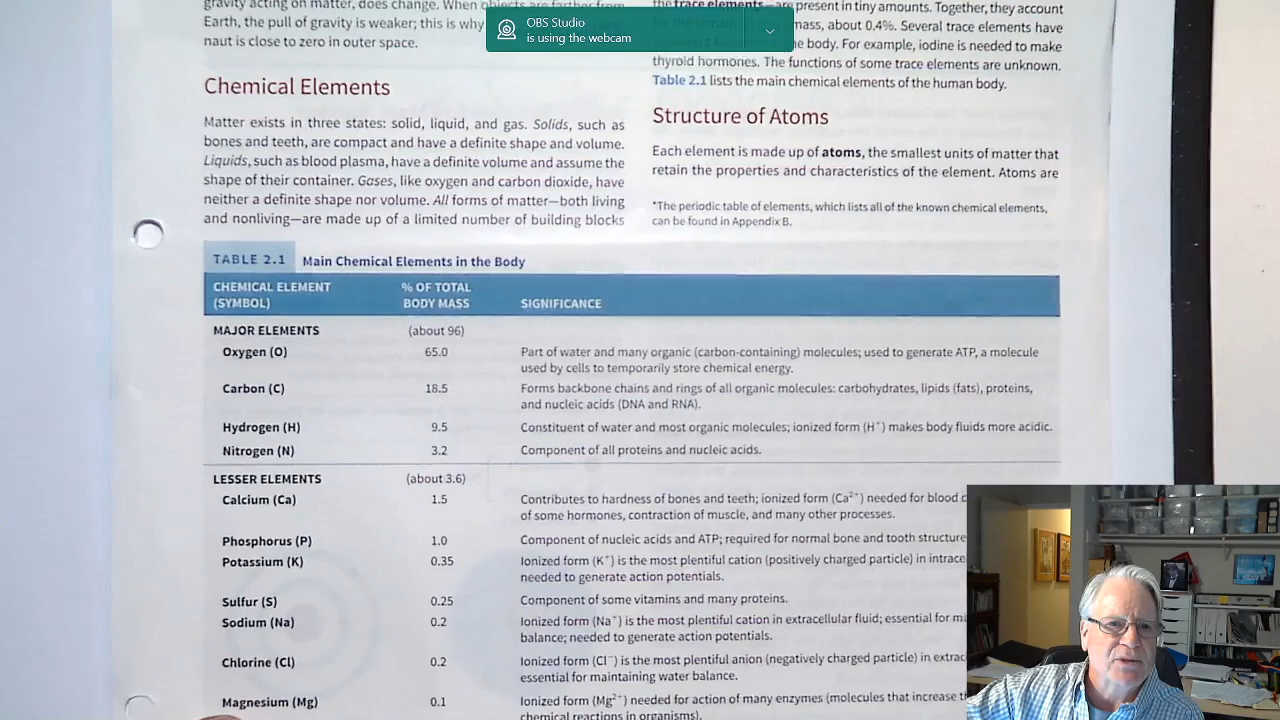 gravity acting on matter, does change. When objects are farther from
Earth, the pull of gravity is weaker; this is why
naut is close to zero in outer space.
Chemical Elements
Matter exists in three states: solid, liquid, and gas. Solids, such as
bones and teeth, are compact and have a definite shape and volume.
Liquids, such as blood plasma, have a definite volume and assume the
shape of their container. Gases, like oxygen and carbon dioxide, have
neither a definite shape nor volume. All forms of matter—both living
and nonliving—are made up of a limited number of building blocks
OBS Studio
is using the webcam
the trace elements—are present in tiny amounts. Together, they account
mass, about 0.4%. Several trace elements have
the body. For example, iodine is needed to make
thyroid hormones. The functions of some trace elements are unknown.
Table 2.1 lists the main chemical elements of the human body.
Structure of Atoms
Each element is made up of atoms, the smallest units of matter that
retain the properties and characteristics of the element. Atoms are
*The periodic table of elements, which lists all of the known chemical elements,
can be found in Appendix B.
TABLE 2.1 Main Chemical Elements in the Body
CHEMICAL ELEMENT (SYMBOL) % OF TOTAL BODY MASS SIGNIFICANCE
MAJOR ELEMENTS (about 96)
Oxygen (O) 65.0 Part of water and many organic (carbon-containing) molecules; used to generate ATP, a molecule
used by cells to temporarily store chemical energy.
Carbon (C) 18.5 Forms backbone chains and rings of all organic molecules: carbohydrates, lipids (fats), proteins,
and nucleic acids (DNA and RNA).
Hydrogen (H) 9.5 Constituent of water and most organic molecules; ionized form (H⁺) makes body fluids more acidic.
Nitrogen (N) 3.2 Component of all proteins and nucleic acids.
LESSER ELEMENTS (about 3.6)
Calcium (Ca) 1.5 Contributes to hardness of bones and teeth; ionized form (Ca²⁺) needed for blood
of some hormones, contraction of muscle, and many other processes.
Phosphorus (P) 1.0 Component of nucleic acids and ATP; required for normal bone and tooth structure
Potassium (K) 0.35 Ionized form (K⁺) is the most plentiful cation (positively charged particle) in intrace
needed to generate action potentials.
Sulfur (S) 0.25 Component of some vitamins and many proteins.
Sodium (Na) 0.2 Ionized form (Na⁺) is the most plentiful cation in extracellular fluid; essential for ma
balance; needed to generate action potentials.
Chlorine (Cl) 0.2 Ionized form (Cl⁻) is the most plentiful anion (negatively charged particle) in extrac
essential for maintaining water balance.
Magnesium (Mg) 0.1 Ionized form (Mg²⁺) needed for action of many enzymes (molecules that increase t
chemical reactions in organisms).